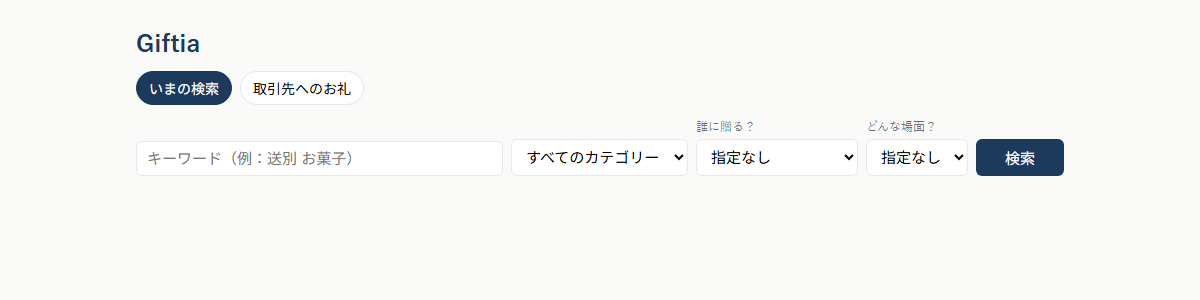 Giftia
いまの検索 取引先へのお礼
誰に贈る？ どんな場面？
キーワード（例：送別 お菓子） すべてのカテゴリー 指定なし 指定なし 検索